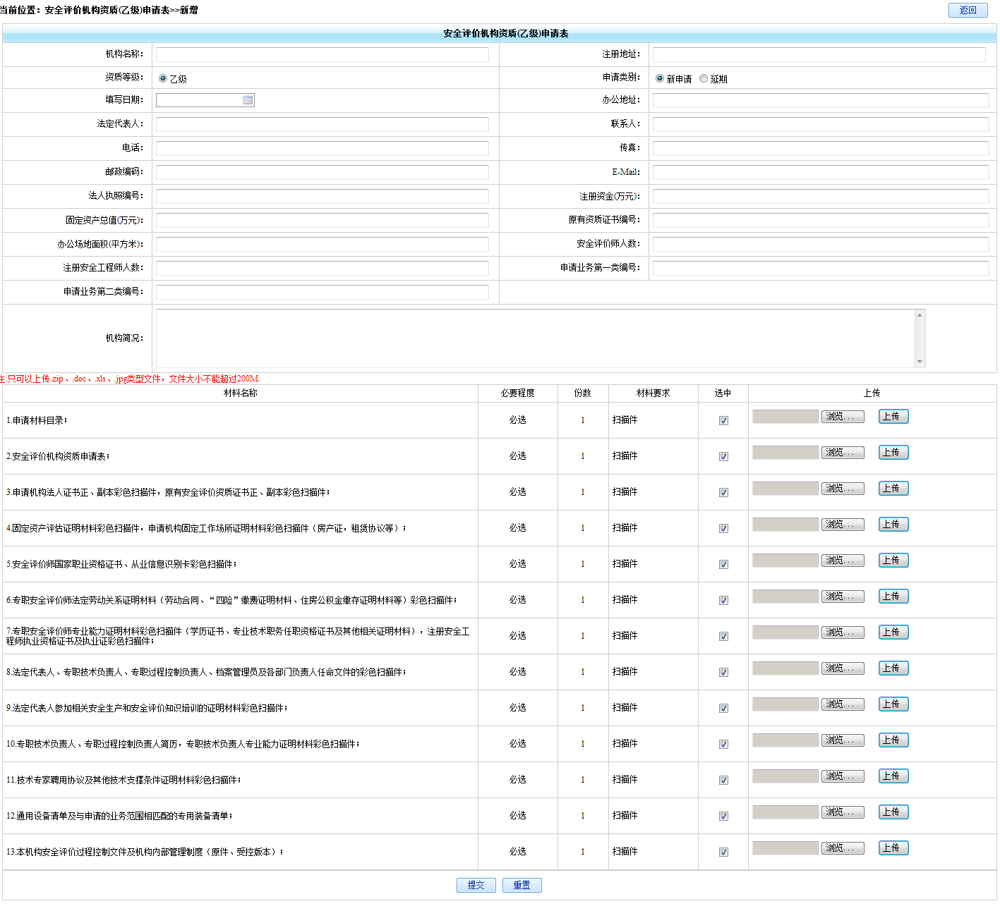 当前位置：安全评价机构资质(乙级)申请表>>新增
返回
安全评价机构资质(乙级)申请表
机构名称：
注册地址：
资质等级：
乙级
申请类别：
新申请 延期
填写日期：
办公地址：
法定代表人：
联系人：
电话：
传真：
邮政编码：
E-Mail：
法人执照编号：
注册资金(万元)：
固定资产总值(万元)：
原有资质证书编号：
办公场地面积(平方米)：
安全评价师人数：
注册安全工程师人数：
申请业务第一类编号：
申请业务第二类编号：
机构简况：
注:只可以上传.zip、.doc、.xls、.jpg类型文件，文件大小不能超过200M.
材料名称 必要程度 份数 材料要求 选中 上传
1.申请材料目录； 必选 1 扫描件 浏览... 上传
2.安全评价机构资质申请表； 必选 1 扫描件 浏览... 上传
3.申请机构法人证书正、副本彩色扫描件，原有安全评价资质证书正、副本彩色扫描件； 必选 1 扫描件 浏览... 上传
4.固定资产评估证明材料彩色扫描件，申请机构固定工作场所证明材料彩色扫描件（房产证，租赁协议等）； 必选 1 扫描件 浏览... 上传
5.安全评价师国家职业资格证书、从业信息识别卡彩色扫描件； 必选 1 扫描件 浏览... 上传
6.专职安全评价师法定劳动关系证明材料（劳动合同、“四险”缴费证明材料、住房公积金缴存证明材料等）彩色扫描件； 必选 1 扫描件 浏览... 上传
7.专职安全评价师专业能力证明材料彩色扫描件（学历证书、专业技术职务任职资格证书及其他相关证明材料），注册安全工
程师执业资格证书及执业证彩色扫描件； 必选 1 扫描件 浏览... 上传
8.法定代表人、专职技术负责人、专职过程控制负责人、档案管理员及各部门负责人任命文件的彩色扫描件； 必选 1 扫描件 浏览... 上传
9.法定代表人参加相关安全生产和安全评价知识培训的证明材料彩色扫描件； 必选 1 扫描件 浏览... 上传
10.专职技术负责人、专职过程控制负责人简历，专职技术负责人专业能力证明材料彩色扫描件； 必选 1 扫描件 浏览... 上传
11.技术专家聘用协议及其他技术支撑条件证明材料彩色扫描件； 必选 1 扫描件 浏览... 上传
12.通用设备清单及与申请的业务范围相匹配的专用装备清单； 必选 1 扫描件 浏览... 上传
13.本机构安全评价过程控制文件及机构内部管理制度（原件、受控版本）； 必选 1 扫描件 浏览... 上传
提交 重置